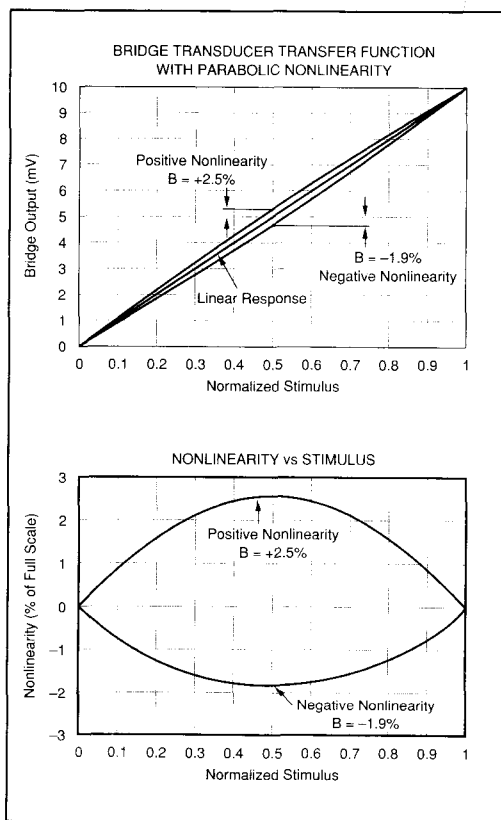 BRIDGE TRANSDUCER TRANSFER FUNCTION
WITH PARABOLIC NONLINEARITY
10
9
8
7
6
5
4
3
2
1
0
Bridge Output (mV)
Positive Nonlinearity
B = +2.5%
B = –1.9%
Negative Nonlinearity
Linear Response
0 0.1 0.2 0.3 0.4 0.5 0.6 0.7 0.8 0.9 1
Normalized Stimulus
NONLINEARITY vs STIMULUS
3
2
1
0
–1
–2
–3
Nonlinearity (% of Full Scale)
Positive Nonlinearity
B = +2.5%
Negative Nonlinearity
B = –1.9%
0 0.1 0.2 0.3 0.4 0.5 0.6 0.7 0.8 0.9 1
Normalized Stimulus